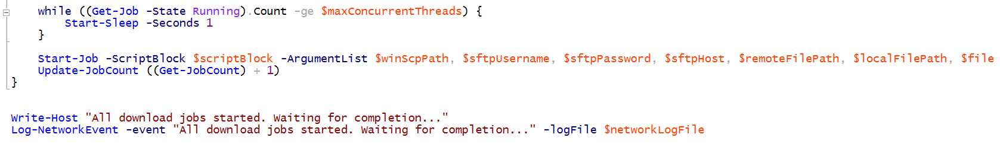 while ((Get-Job -State Running).Count -ge $maxConcurrentThreads) {
Start-Sleep -Seconds 1
}
Start-Job -ScriptBlock $scriptBlock -ArgumentList $winScpPath, $sftpUsername, $sftpPassword, $sftpHost, $remoteFilePath, $localFilePath, $file
Update-JobCount ((Get-JobCount) + 1)
}
Write-Host "All download jobs started. Waiting for completion..."
Log-NetworkEvent -event "All download jobs started. Waiting for completion..." -logFile $networkLogFile